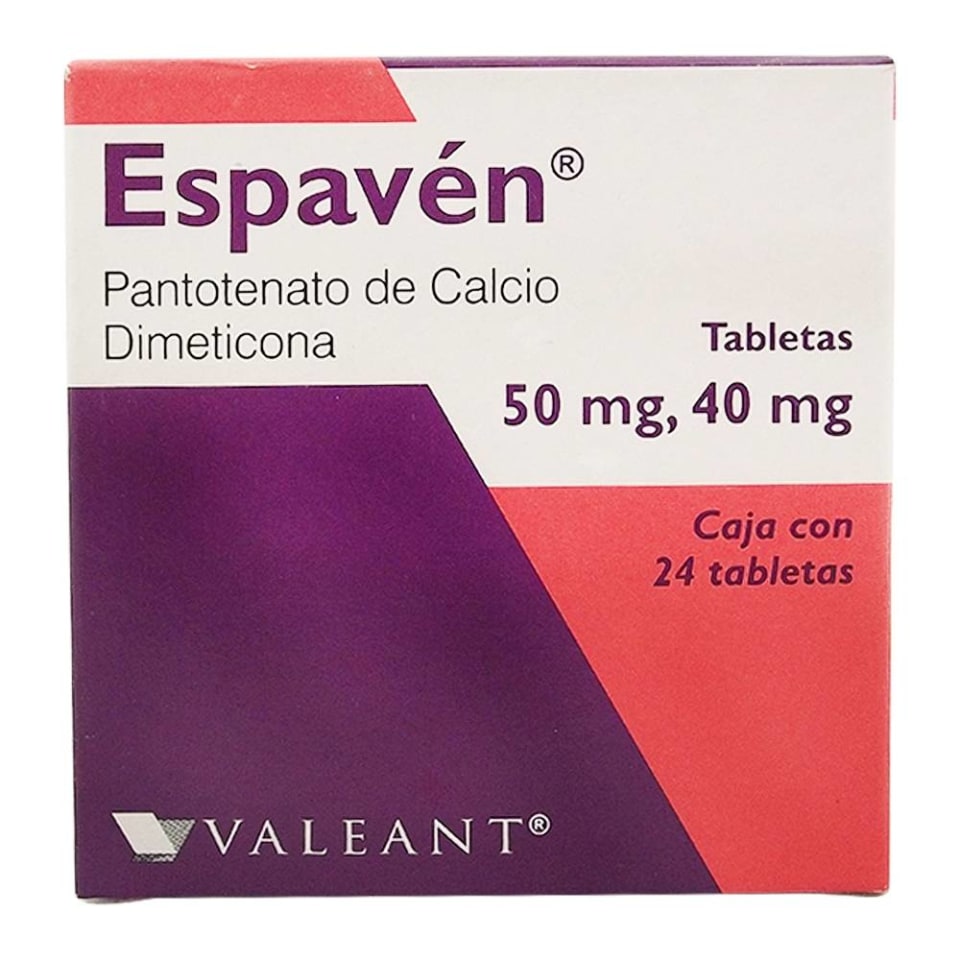 Espavén®
Pantotenato de Calcio
Dimeticona
Tabletas
50 mg, 40 mg
Caja con
24 tabletas
VALEANT®